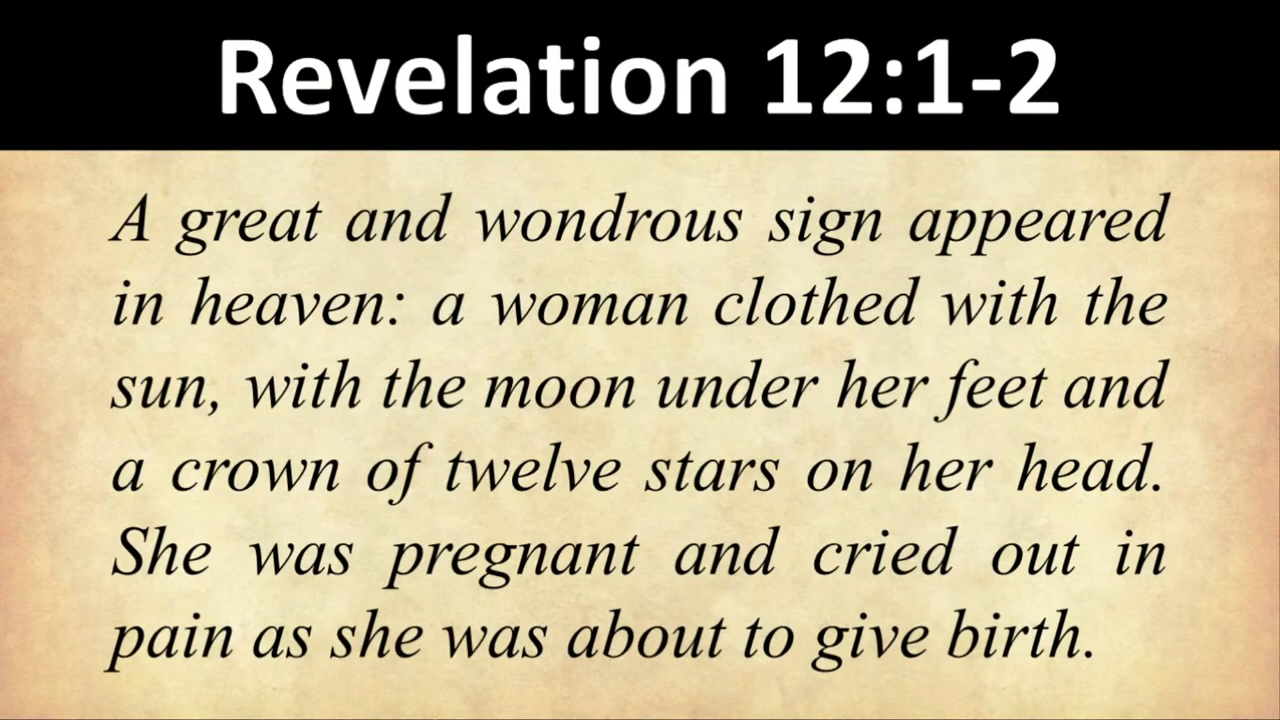 Revelation 12:1-2
A great and wondrous sign appeared
in heaven: a woman clothed with the
sun, with the moon under her feet and
a crown of twelve stars on her head.
She was pregnant and cried out in
pain as she was about to give birth.